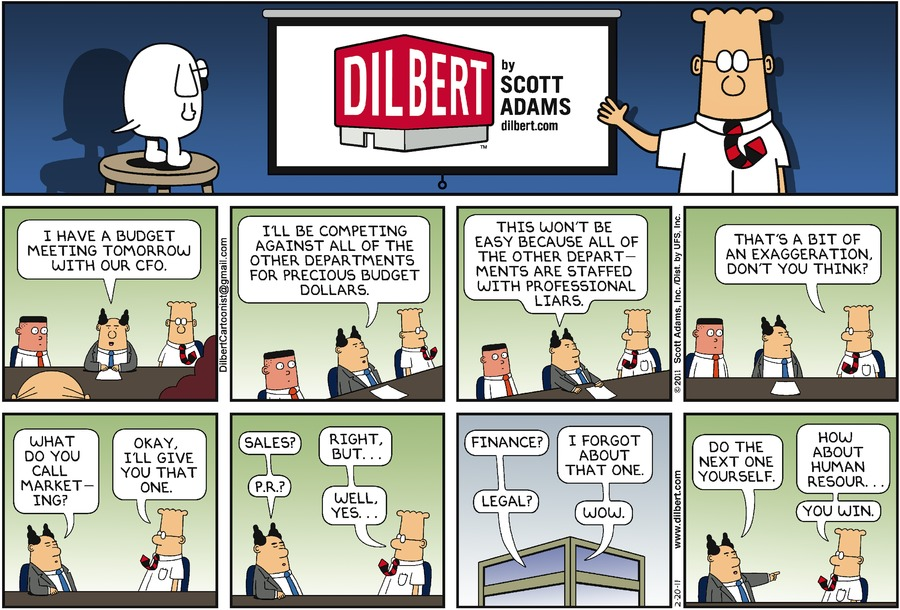 DILBERT
™
by
SCOTT
ADAMS
dilbert.com
I HAVE A BUDGET
MEETING TOMORROW
WITH OUR CFO.
DilbertCartoonist@gmail.com
I'LL BE COMPETING
AGAINST ALL OF THE
OTHER DEPARTMENTS
FOR PRECIOUS BUDGET
DOLLARS.
THIS WON'T BE
EASY BECAUSE ALL OF
THE OTHER DEPART-
MENTS ARE STAFFED
WITH PROFESSIONAL
LIARS.
© 2011 Scott Adams, Inc. /Dist. by UFS, Inc.
THAT'S A BIT OF
AN EXAGGERATION,
DON'T YOU THINK?
WHAT
DO YOU
CALL
MARKET-
ING?
OKAY,
I'LL GIVE
YOU THAT
ONE.
SALES?
RIGHT,
BUT...
P.R.?
WELL,
YES...
FINANCE?
I FORGOT
ABOUT
THAT ONE.
LEGAL?
WOW.
2-20-11 www.dilbert.com
DO THE
NEXT ONE
YOURSELF.
HOW
ABOUT
HUMAN
RESOUR...
YOU WIN.